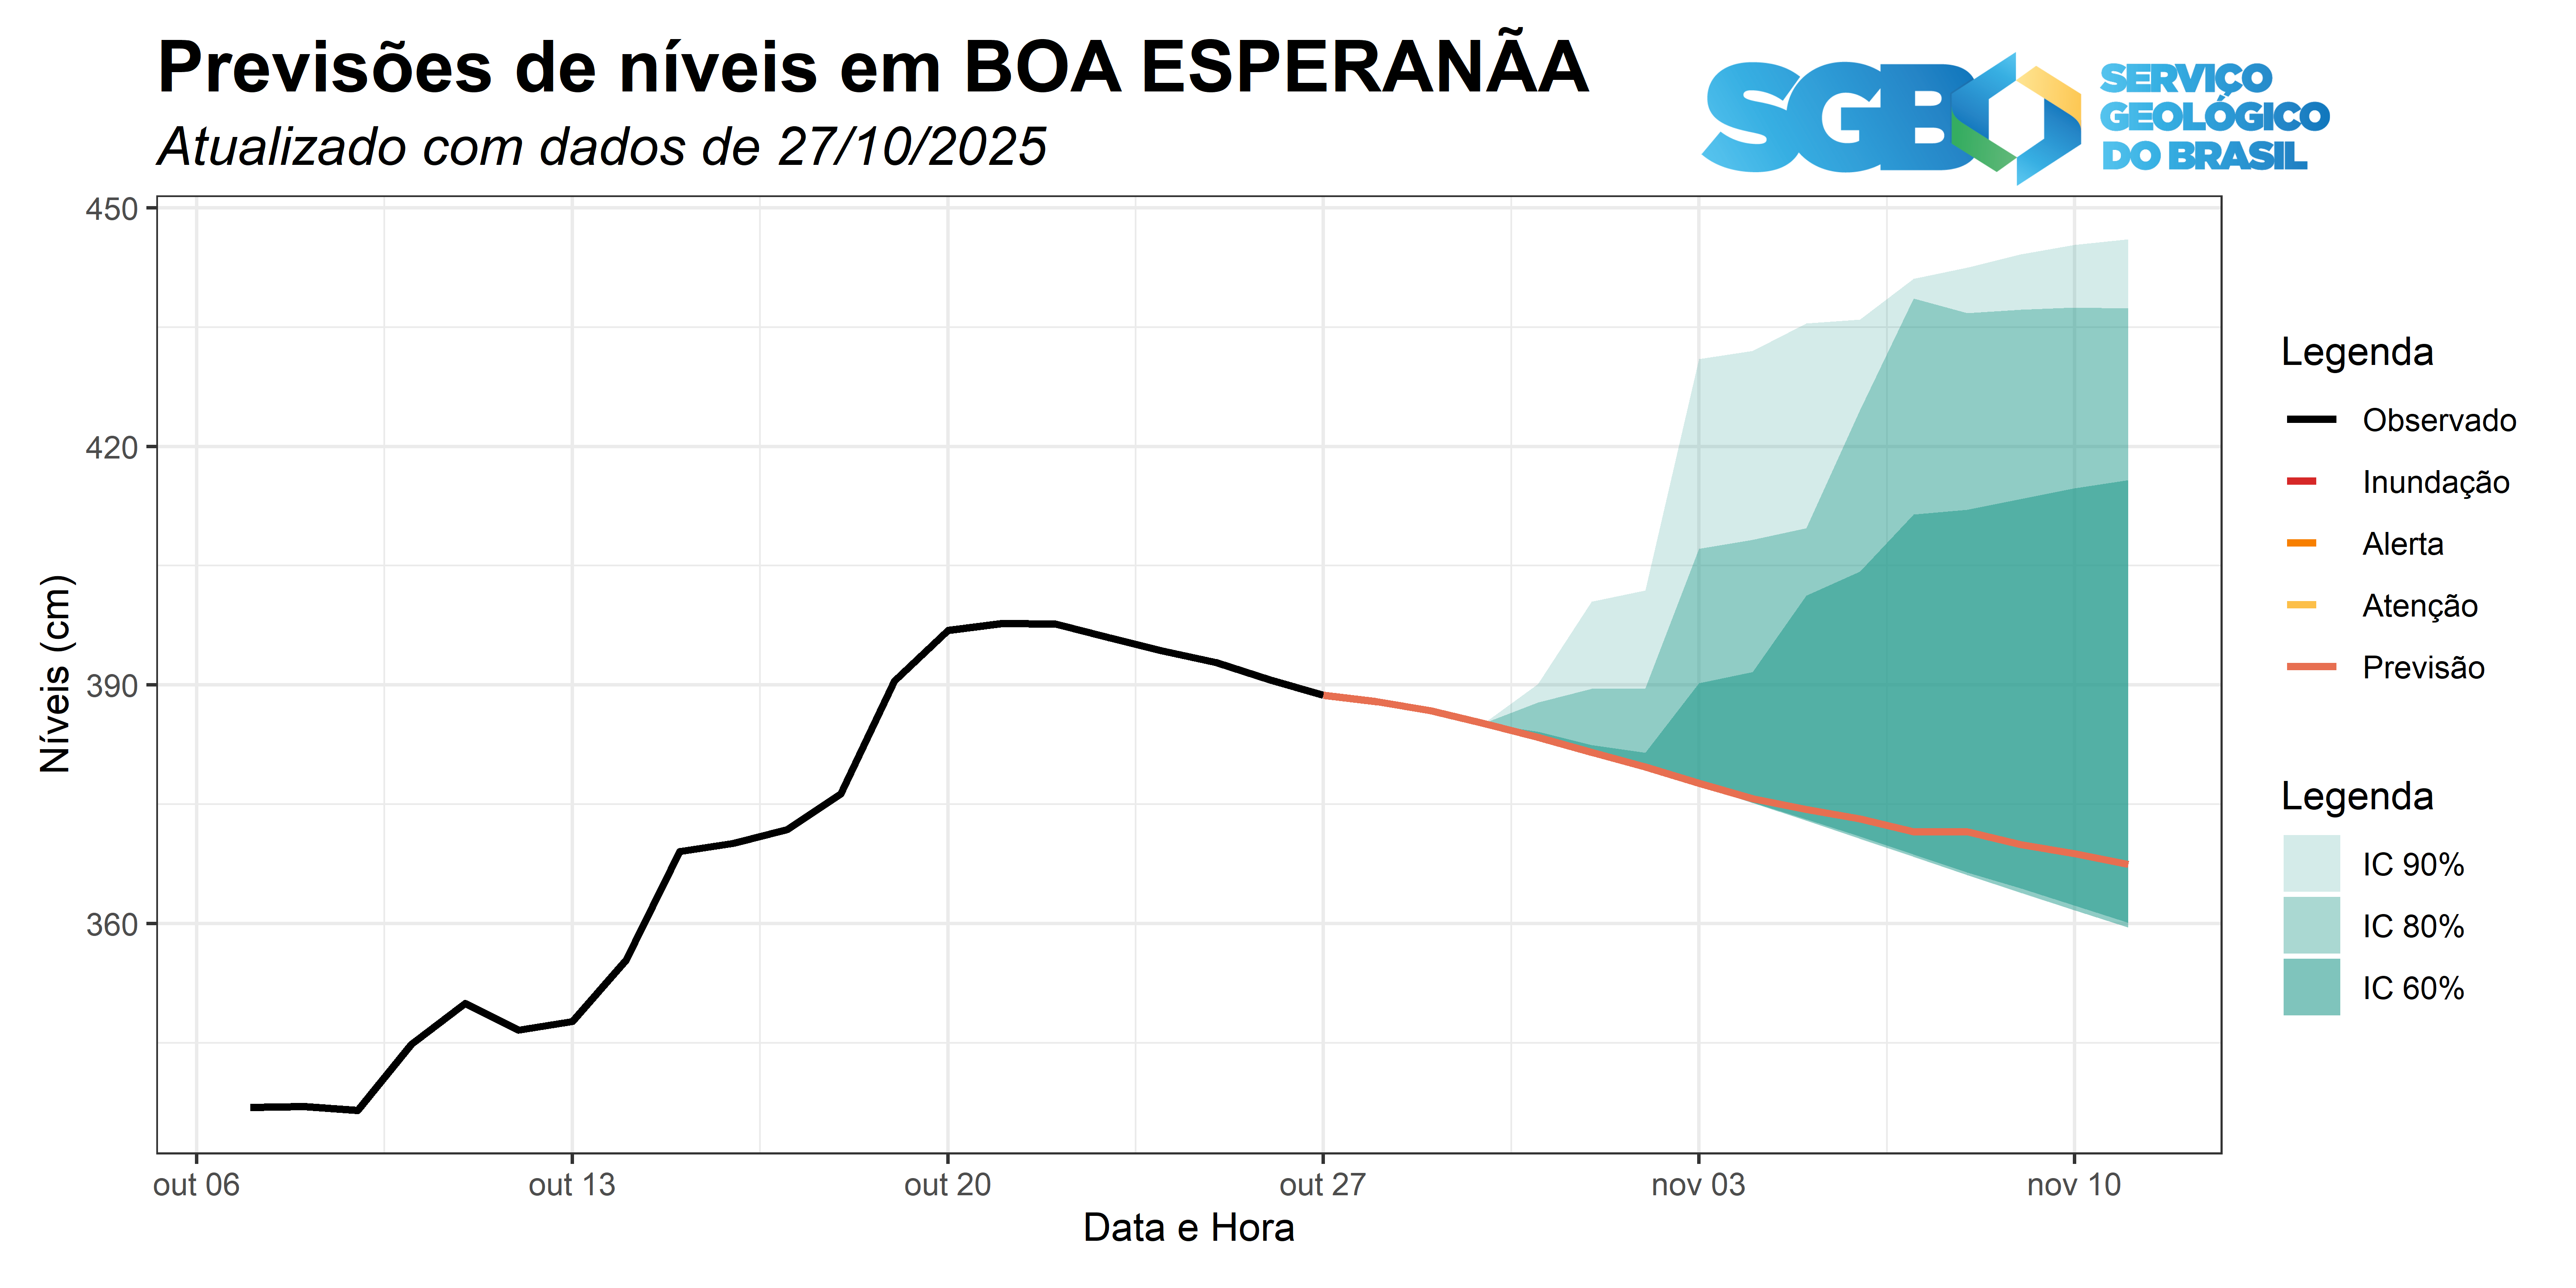 Previsões de níveis em BOA ESPERANÃA
Atualizado com dados de 27/10/2025
SGB
SERVIÇO
GEOLÓGICO
DO BRASIL
Níveis (cm)
450
420
390
360
out 06
out 13
out 20
out 27
nov 03
nov 10
Data e Hora
Legenda
Observado
Inundação
Alerta
Atenção
Previsão
Legenda
IC 90%
IC 80%
IC 60%